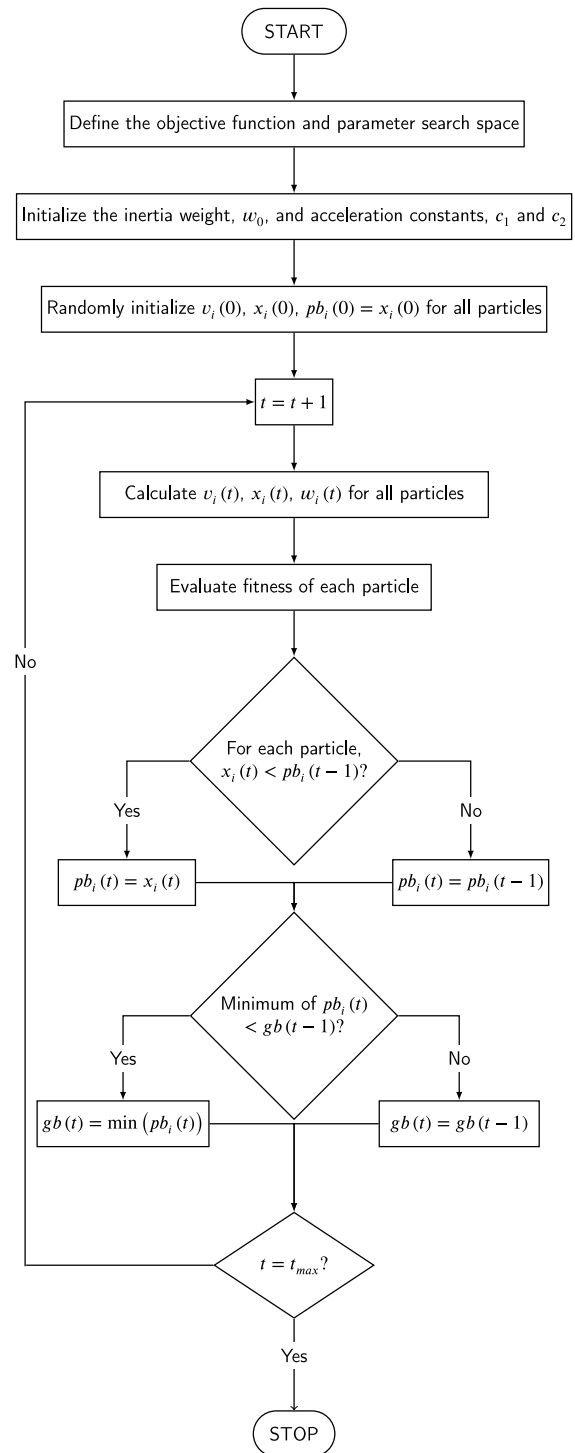 START
Define the objective function and parameter search space
Initialize the inertia weight, w₀, and acceleration constants, c₁ and c₂
Randomly initialize vᵢ(0), xᵢ(0), pbᵢ(0) = xᵢ(0) for all particles
t = t + 1
Calculate vᵢ(t), xᵢ(t), wᵢ(t) for all particles
Evaluate fitness of each particle
No
For each particle,
xᵢ(t) < pbᵢ(t − 1)?
Yes
No
pbᵢ(t) = xᵢ(t)
pbᵢ(t) = pbᵢ(t − 1)
Minimum of pbᵢ(t)
< gb(t − 1)?
Yes
No
gb(t) = min(pbᵢ(t))
gb(t) = gb(t − 1)
t = tₘₐₓ?
Yes
STOP